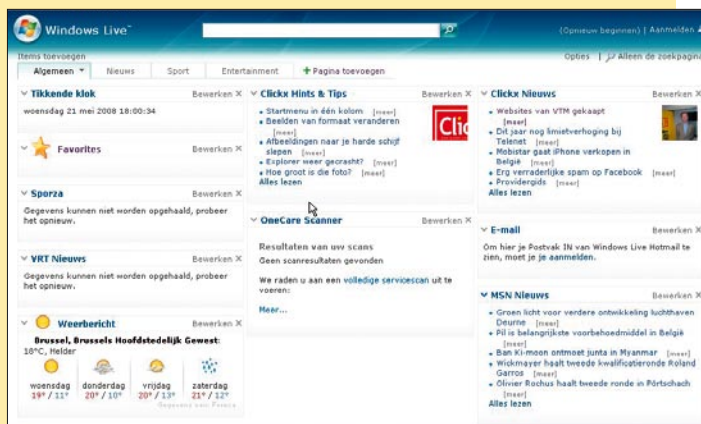 Windows Live™
(Opnieuw beginnen) | Aanmelden
Items toevoegen
Opties | Alleen de zoekpagina
Algemeen Nieuws Sport Entertainment + Pagina toevoegen
Tikkende klok Bewerken X
woensdag 21 mei 2008 18:00:34
Favorites Bewerken X
Sporza Bewerken X
Gegevens kunnen niet worden opgehaald, probeer
het opnieuw.
VRT Nieuws Bewerken X
Gegevens kunnen niet worden opgehaald, probeer
het opnieuw.
Weerbericht Bewerken X
Brussel, Brussels Hoofdstedelijk Gewest:
18°C, Helder
woensdag donderdag vrijdag zaterdag
19° / 11° 20° / 10° 20° / 13° 21° / 12°
Gegevens van: Foreca
Clickx Hints & Tips Bewerken X
Startmenu in één kolom [meer]
Beelden van formaat veranderen
[meer]
Afbeeldingen naar je harde schijf
slepen [meer]
Explorer weer gecrasht? [meer]
Hoe groot is die foto? [meer]
Alles lezen
Clic
OneCare Scanner Bewerken X
Resultaten van uw scans
Geen scanresultaten gevonden
We raden u aan een volledige servicescan uit te
voeren:
Meer...
Clickx Nieuws Bewerken X
Websites van VTM gekaapt
[meer]
Dit jaar nog limietverhoging bij
Telenet [meer]
Mobistar gaat iPhone verkopen in
België [meer]
Erg verraderlijke spam op Facebook [meer]
Providergids [meer]
Alles lezen
E-mail Bewerken X
Om hier je Postvak IN van Windows Live Hotmail te
zien, moet je je aanmelden.
MSN Nieuws Bewerken X
Groen licht voor verdere ontwikkeling luchthaven
Deurne [meer]
Pil is belangrijkste voorbehoedmiddel in België
[meer]
Ban Ki-moon ontmoet junta in Myanmar [meer]
Wickmayer haalt tweede kwalificatieronde Roland
Garros [meer]
Olivier Rochus haalt tweede ronde in Pörtschach
[meer]
Alles lezen